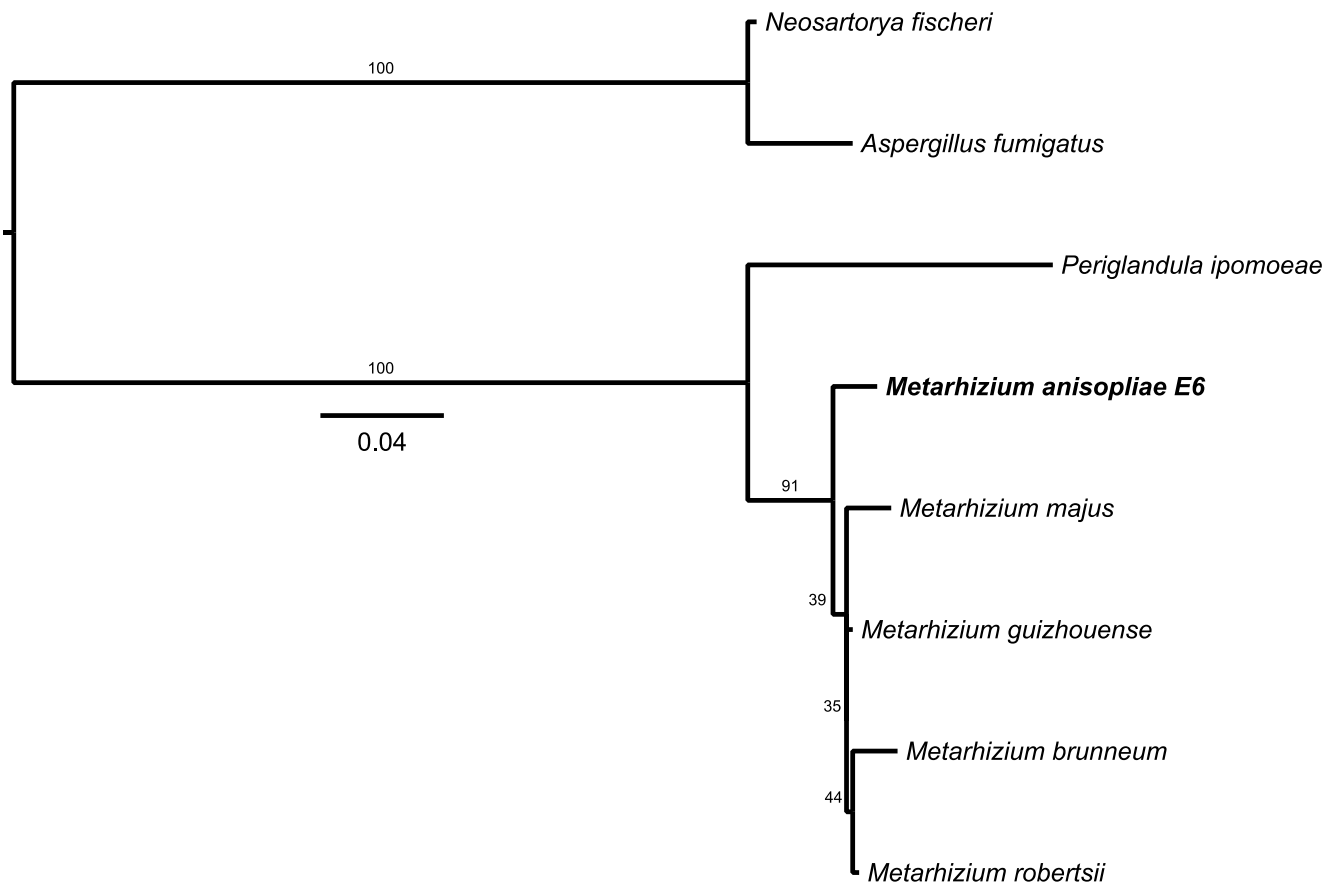 Neosartorya fischeri
100
Aspergillus fumigatus
Periglandula ipomoeae
100
Metarhizium anisopliae E6
0.04
91
Metarhizium majus
39
Metarhizium guizhouense
35
Metarhizium brunneum
44
Metarhizium robertsii